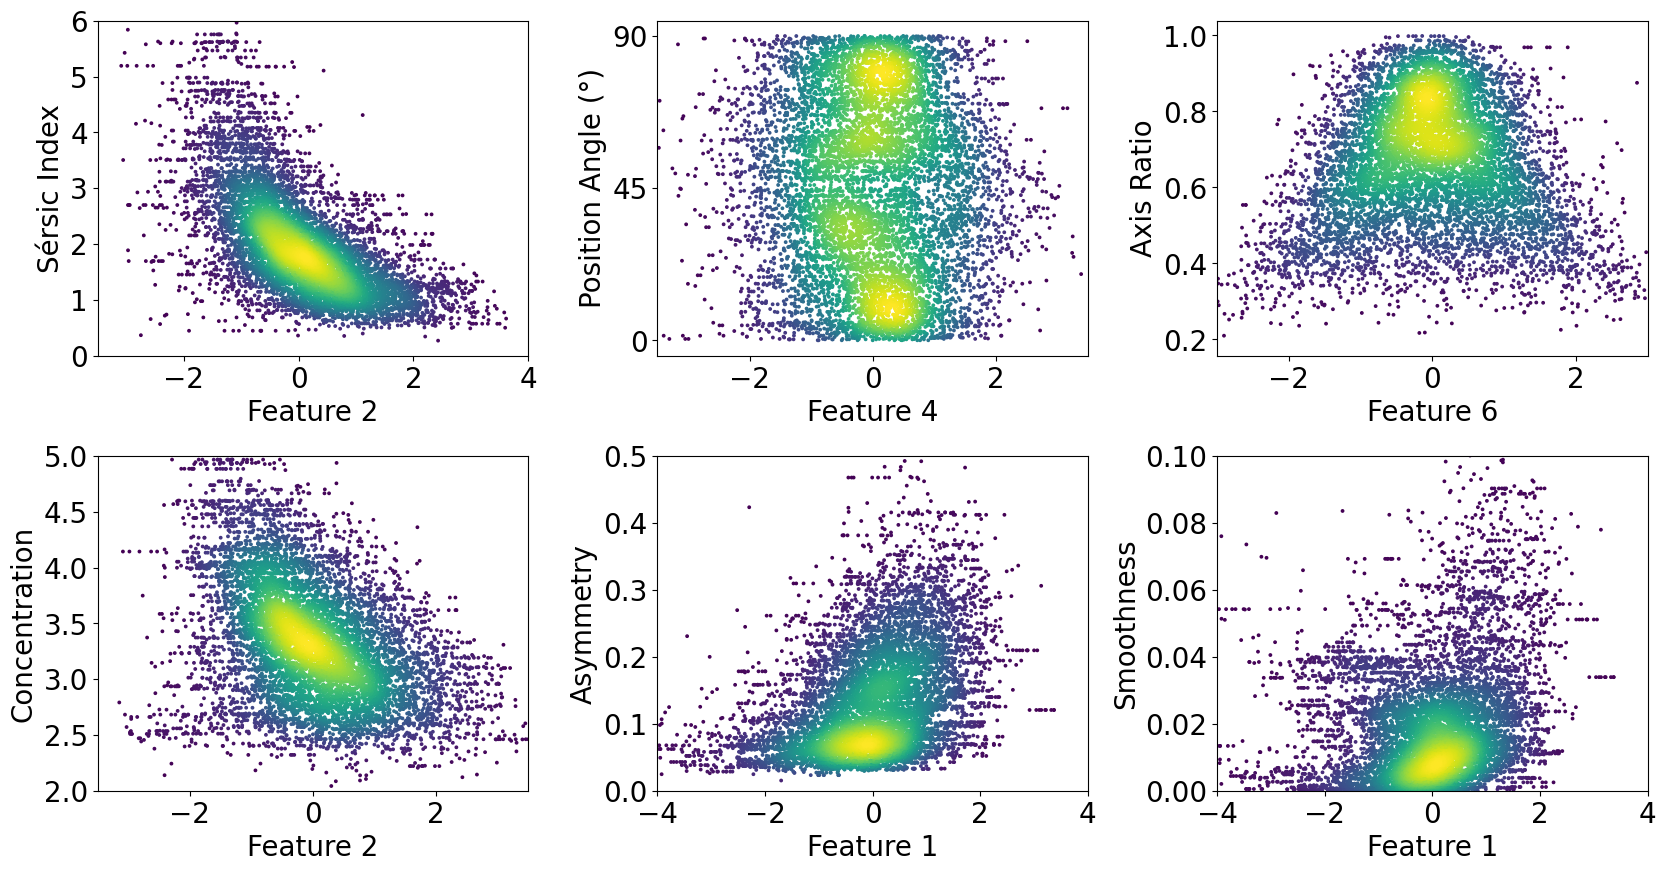 Sérsic Index
6
5
4
3
2
1
0
−2 0 2 4
Feature 2
Position Angle (°)
90
45
0
−2 0 2
Feature 4
Axis Ratio
1.0
0.8
0.6
0.4
0.2
−2 0 2
Feature 6
Concentration
5.0
4.5
4.0
3.5
3.0
2.5
2.0
−2 0 2
Feature 2
Asymmetry
0.5
0.4
0.3
0.2
0.1
0.0
−4 −2 0 2 4
Feature 1
Smoothness
0.10
0.08
0.06
0.04
0.02
0.00
−4 −2 0 2 4
Feature 1